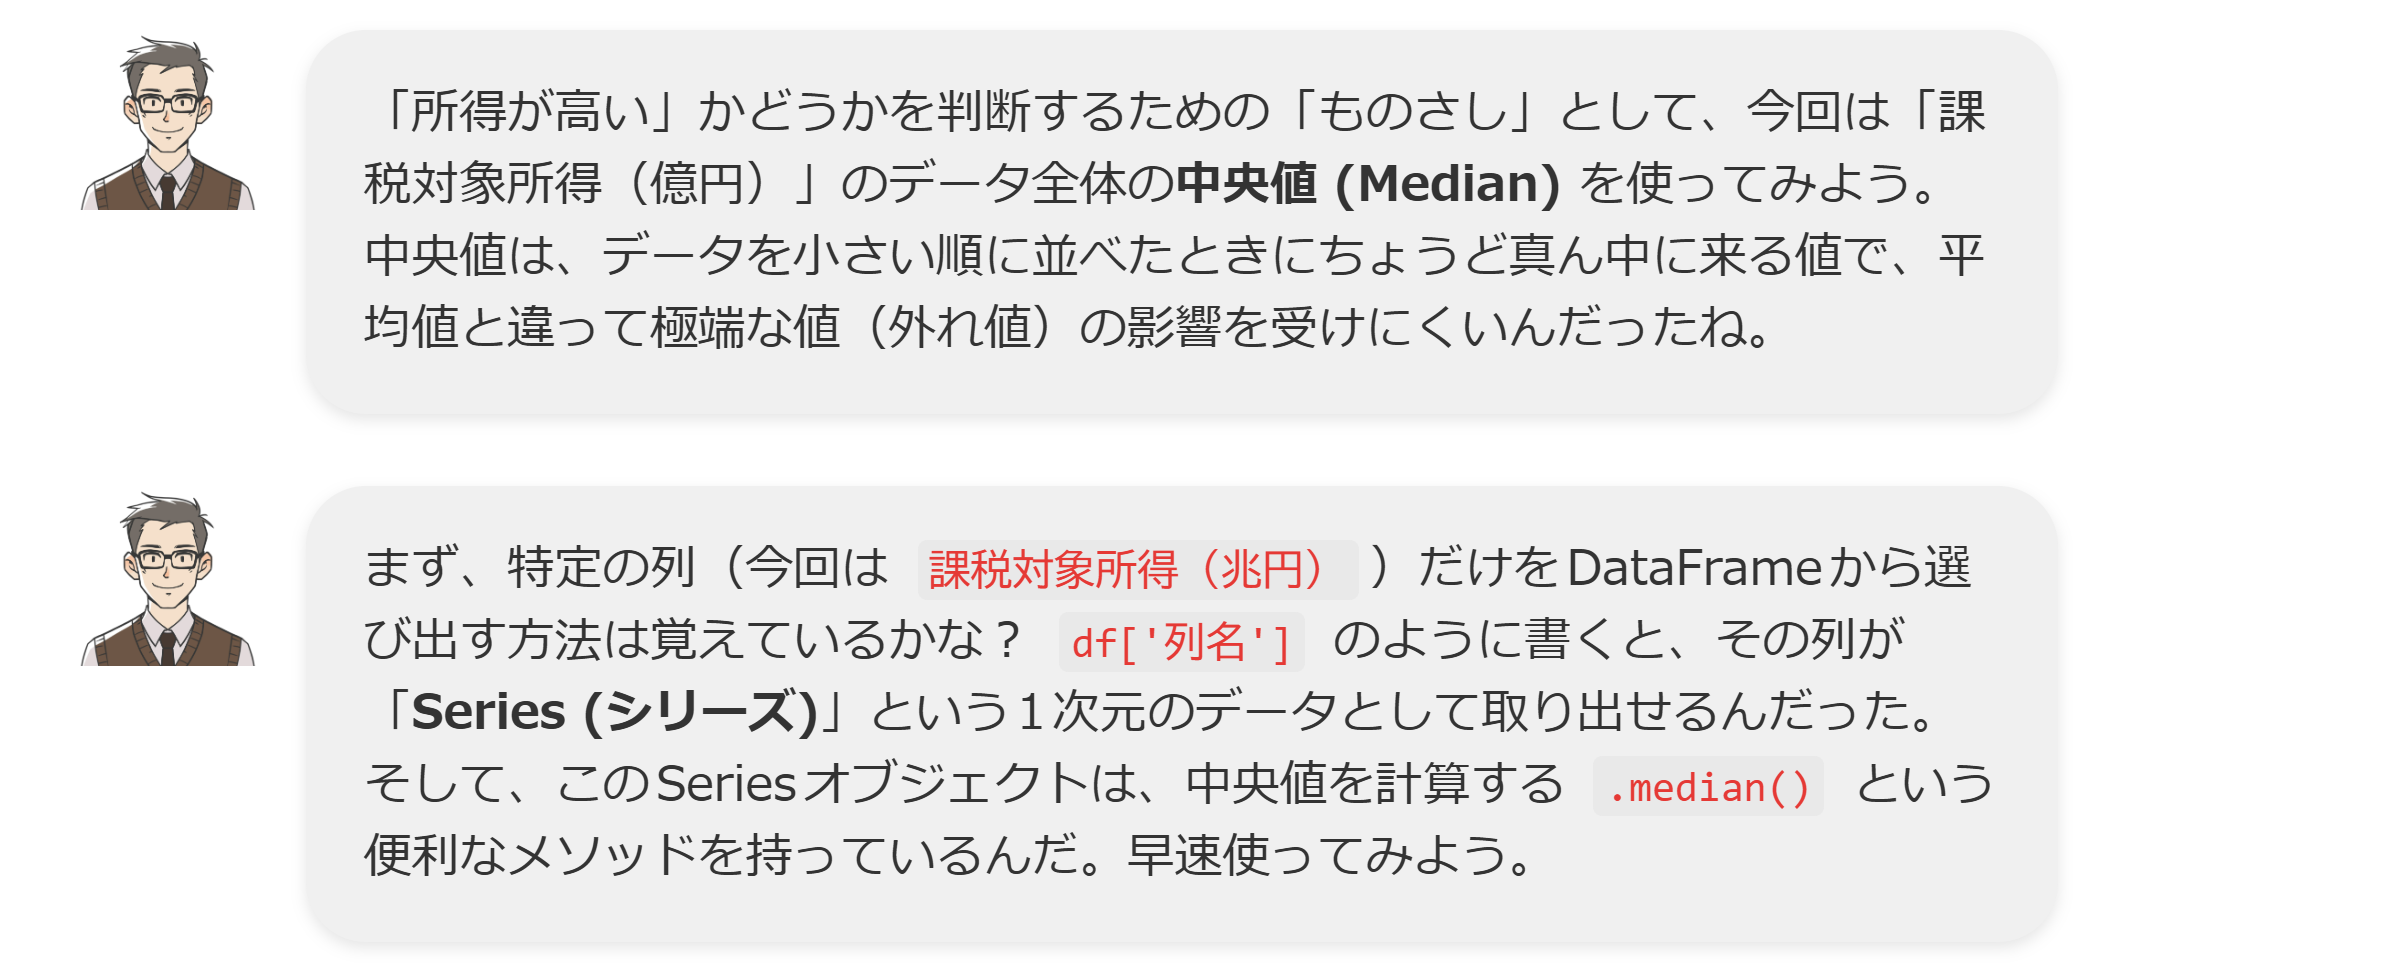 「所得が高い」かどうかを判断するための「ものさし」として、今回は「課
税対象所得（億円）」のデータ全体の中央値 (Median) を使ってみよう。
中央値は、データを小さい順に並べたときにちょうど真ん中に来る値で、平
均値と違って極端な値（外れ値）の影響を受けにくいんだったね。
まず、特定の列（今回は 課税対象所得（兆円） ）だけをDataFrameから選
び出す方法は覚えているかな？ df['列名'] のように書くと、その列が
「Series (シリーズ)」という１次元のデータとして取り出せるんだった。
そして、このSeriesオブジェクトは、中央値を計算する .median() という
便利なメソッドを持っているんだ。早速使ってみよう。